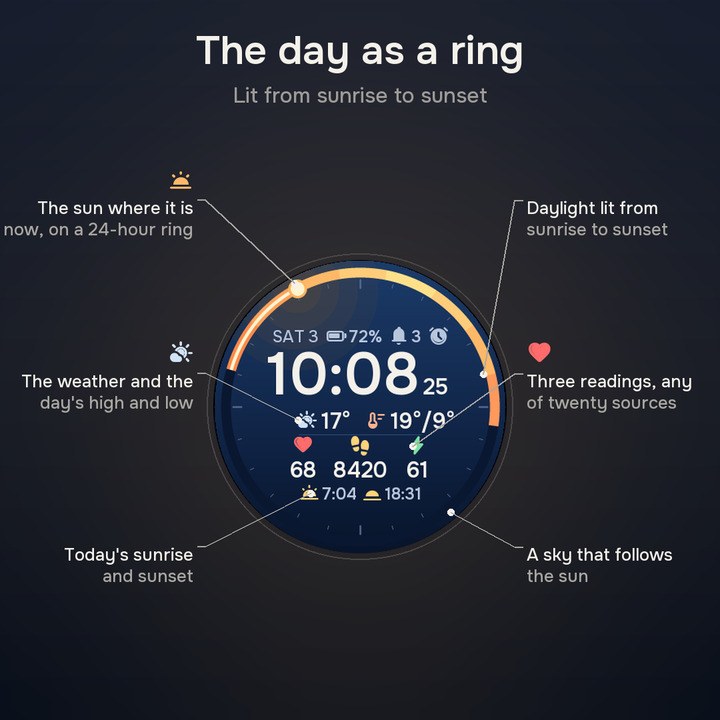 The day as a ring
Lit from sunrise to sunset
The sun where it is
now, on a 24-hour ring
Daylight lit from
sunrise to sunset
SAT 3 72% 3
10:08 25
17° 19°/9°
68 8420 61
7:04 18:31
The weather and the
day's high and low
Three readings, any
of twenty sources
Today's sunrise
and sunset
A sky that follows
the sun